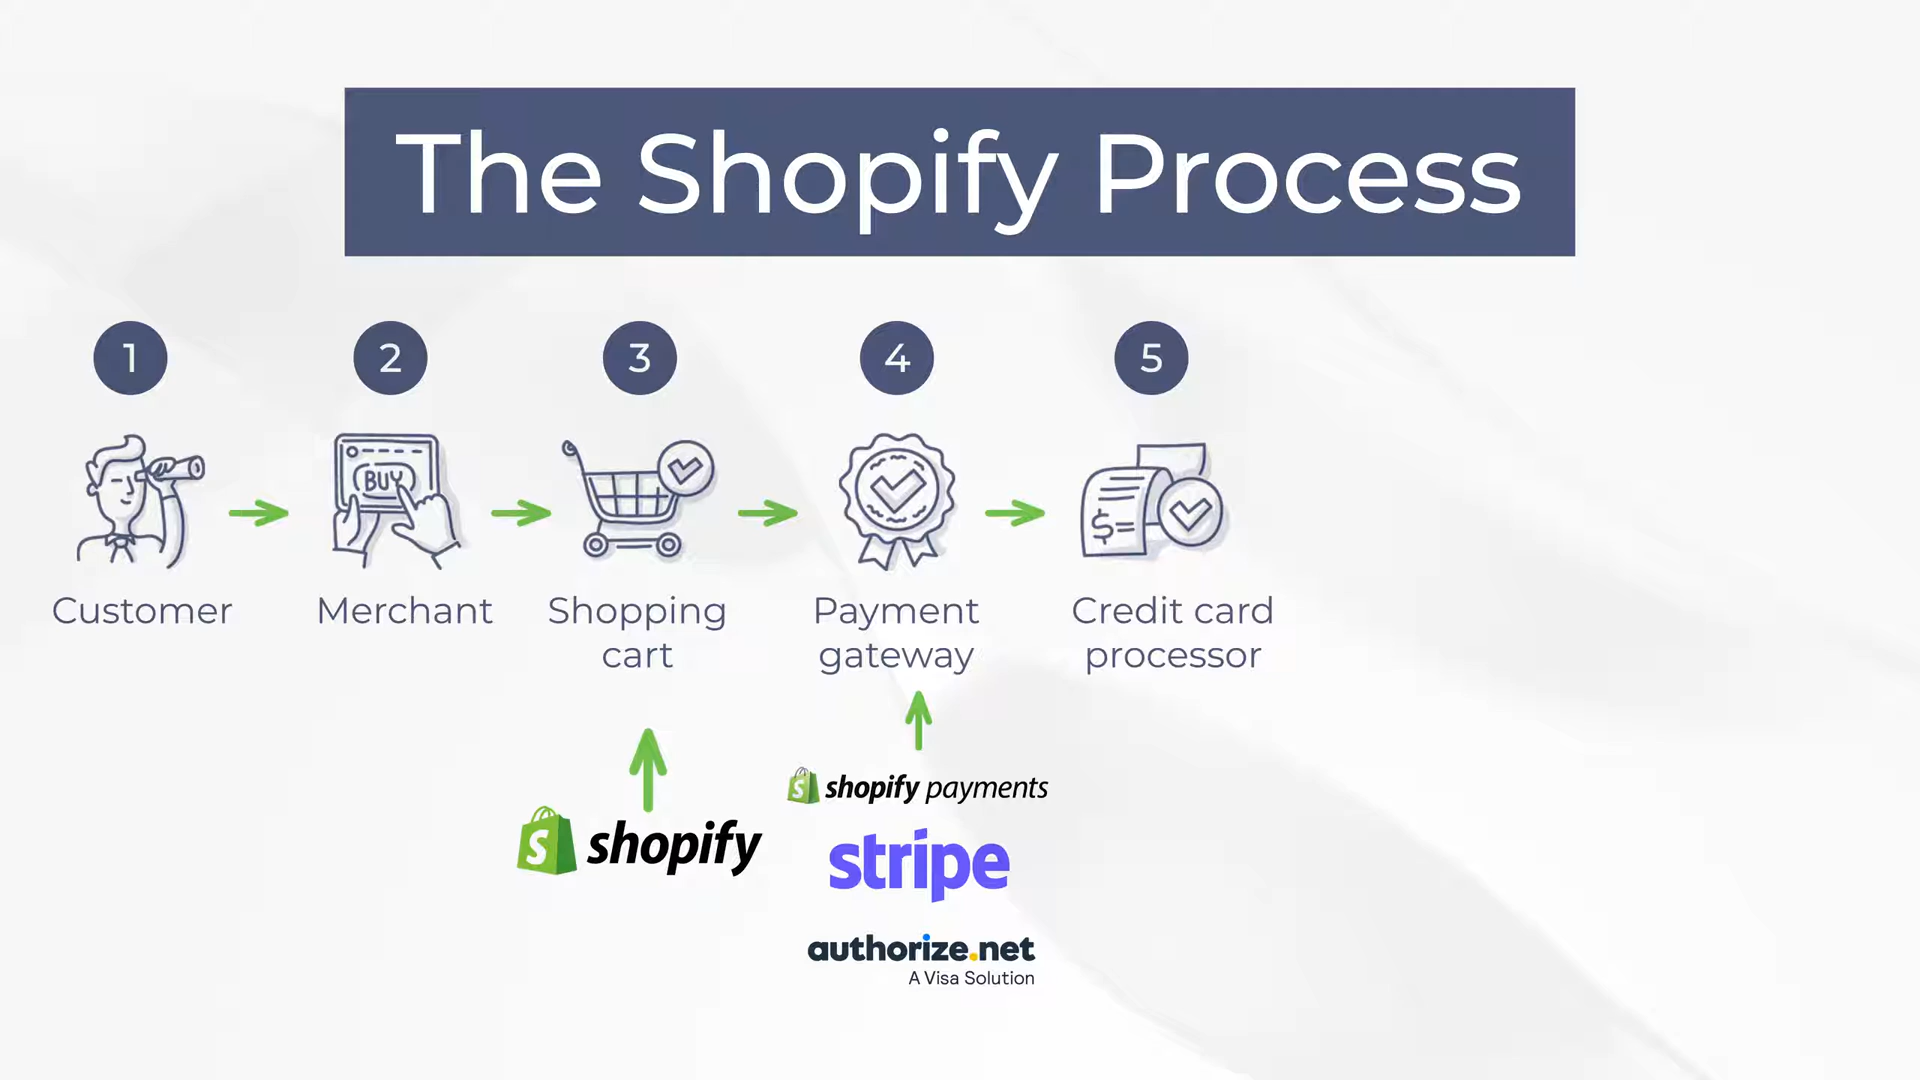 The Shopify Process
1
2
3
4
5
BUY
$=
Customer
Merchant
Shopping
cart
Payment
gateway
Credit card
processor
S shopify
S shopify payments
stripe
authorize.net
A Visa Solution